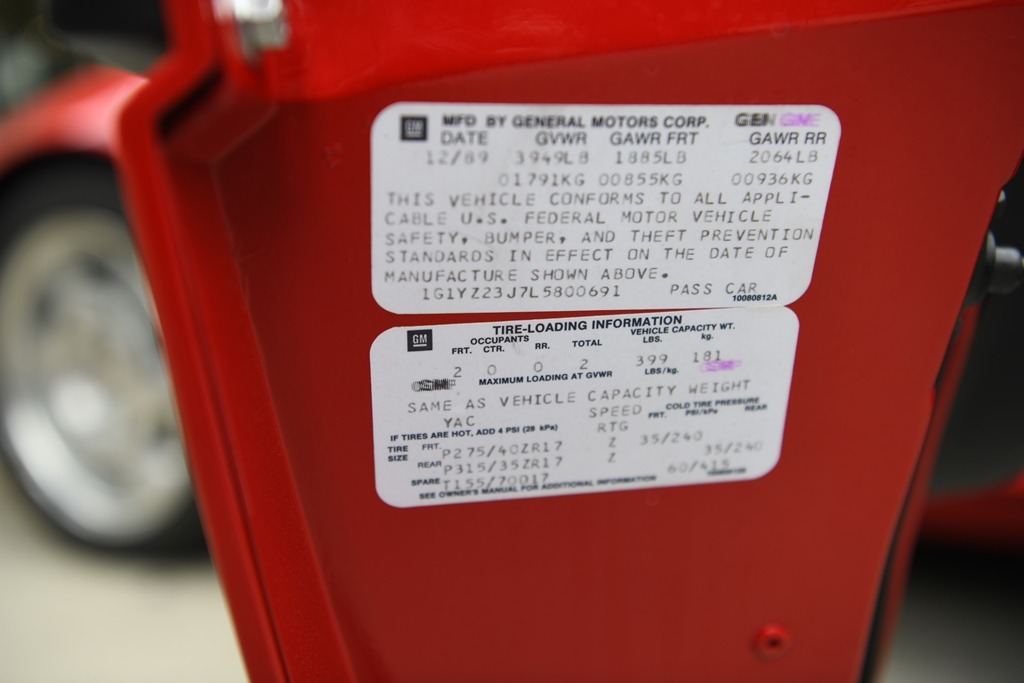 GM MFD BY GENERAL MOTORS CORP. GEN GME
DATE GVWR GAWR FRT GAWR RR
12/89 3949LB 1885LB 2064LB
01791KG 00855KG 00936KG
THIS VEHICLE CONFORMS TO ALL APPLI-
CABLE U.S. FEDERAL MOTOR VEHICLE
SAFETY, BUMPER, AND THEFT PREVENTION
STANDARDS IN EFFECT ON THE DATE OF
MANUFACTURE SHOWN ABOVE.
1G1YZ23J7L5800691 PASS CAR
10080812A
GM TIRE-LOADING INFORMATION
OCCUPANTS VEHICLE CAPACITY WT.
FRT. CTR. RR. TOTAL LBS. kg.
2 0 0 2 399 181
MAXIMUM LOADING AT GVWR LBS/kg.
SAME AS VEHICLE CAPACITY WEIGHT
YAC SPEED COLD TIRE PRESSURE
IF TIRES ARE HOT, ADD 4 PSI (28 kPa) RTG FRT. PSI/kPa REAR
TIRE SIZE FRT. P275/40ZR17 Z 35/240 35/240
REAR P315/35ZR17 Z
SPARE T155/70D17 60/415
SEE OWNER'S MANUAL FOR ADDITIONAL INFORMATION